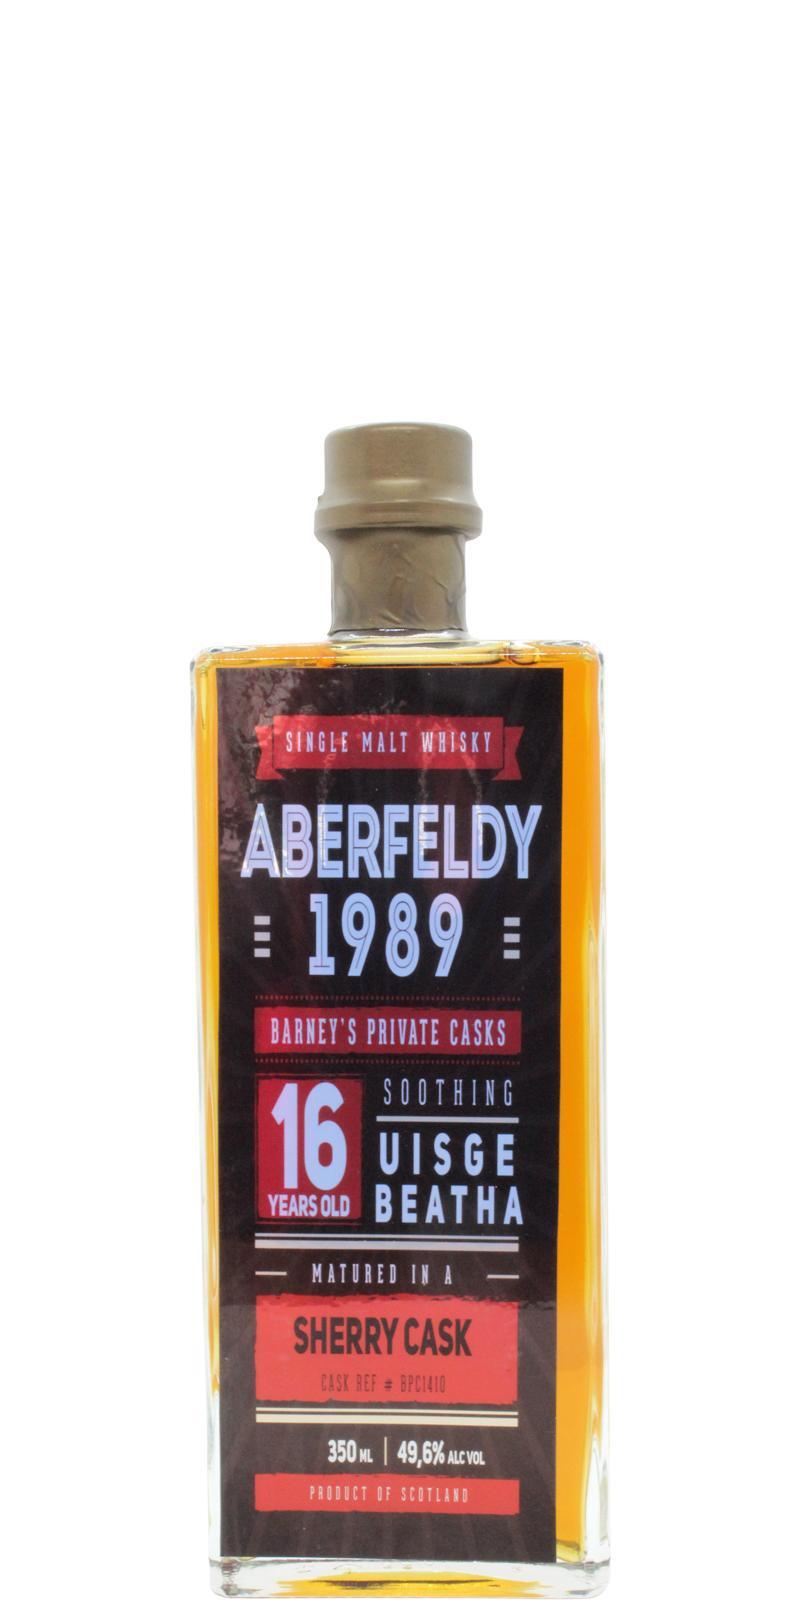 SINGLE MALT WHISKY
ABERFELDY
1989
BARNEY'S PRIVATE CASKS
16
YEARS OLD
SOOTHING
UISGE
BEATHA
MATURED IN A
SHERRY CASK
CASK REF # BPC1410
350 ML | 49,6% ALC VOL
PRODUCT OF SCOTLAND